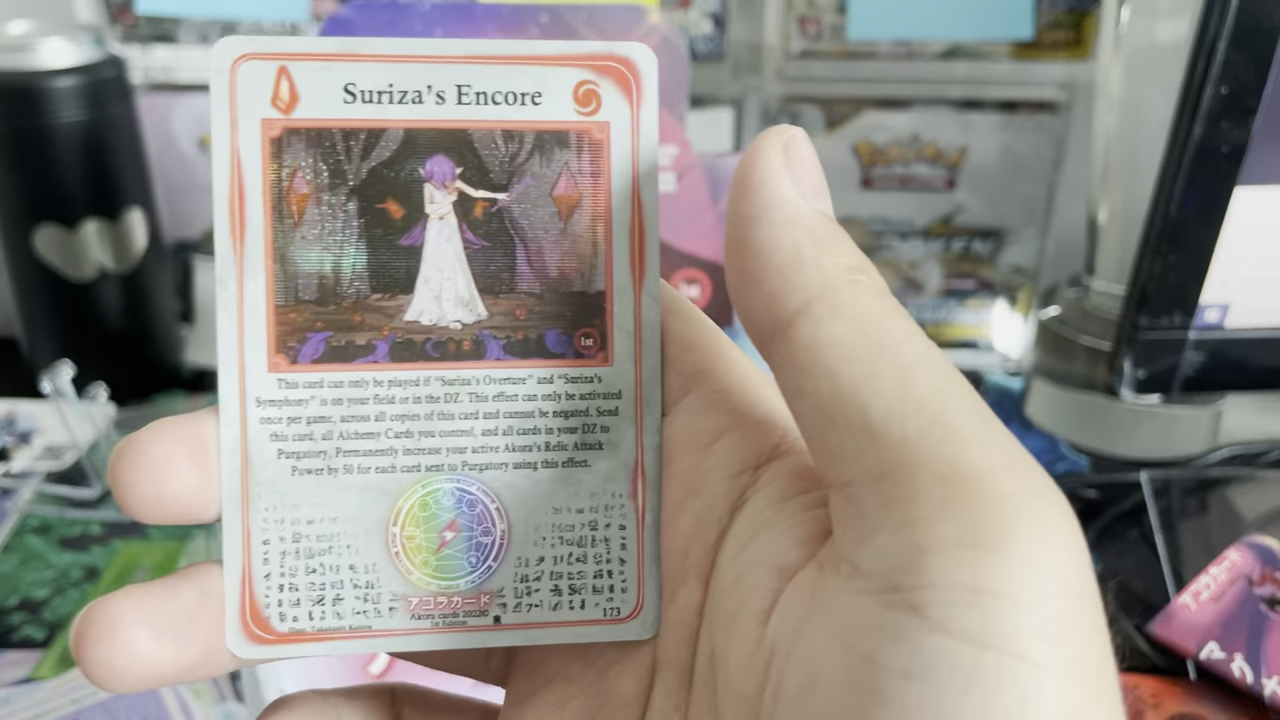 Suriza's Encore
1st
This card can only be played if "Suriza's Overture" and "Suriza's
Symphony" is on your field or in the DZ. This effect can only be activated
once per game, across all copies of this card and cannot be negated. Send
this card, all Alchemy Cards you control, and all cards in your DZ to
Purgatory, Permanently increase your active Akora's Relic Attack
Power by 50 for each card sent to Purgatory using this effect.
アコラカード
Akora cards 2022©
1st Edition
173
Pokémon